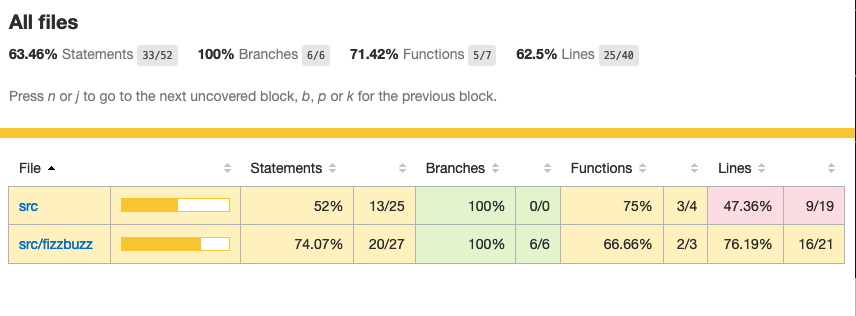 All files
63.46% Statements 33/52 100% Branches 6/6 71.42% Functions 5/7 62.5% Lines 25/40
Press n or j to go to the next uncovered block, b, p or k for the previous block.
File Statements Branches Functions Lines
src 52% 13/25 100% 0/0 75% 3/4 47.36% 9/19
src/fizzbuzz 74.07% 20/27 100% 6/6 66.66% 2/3 76.19% 16/21